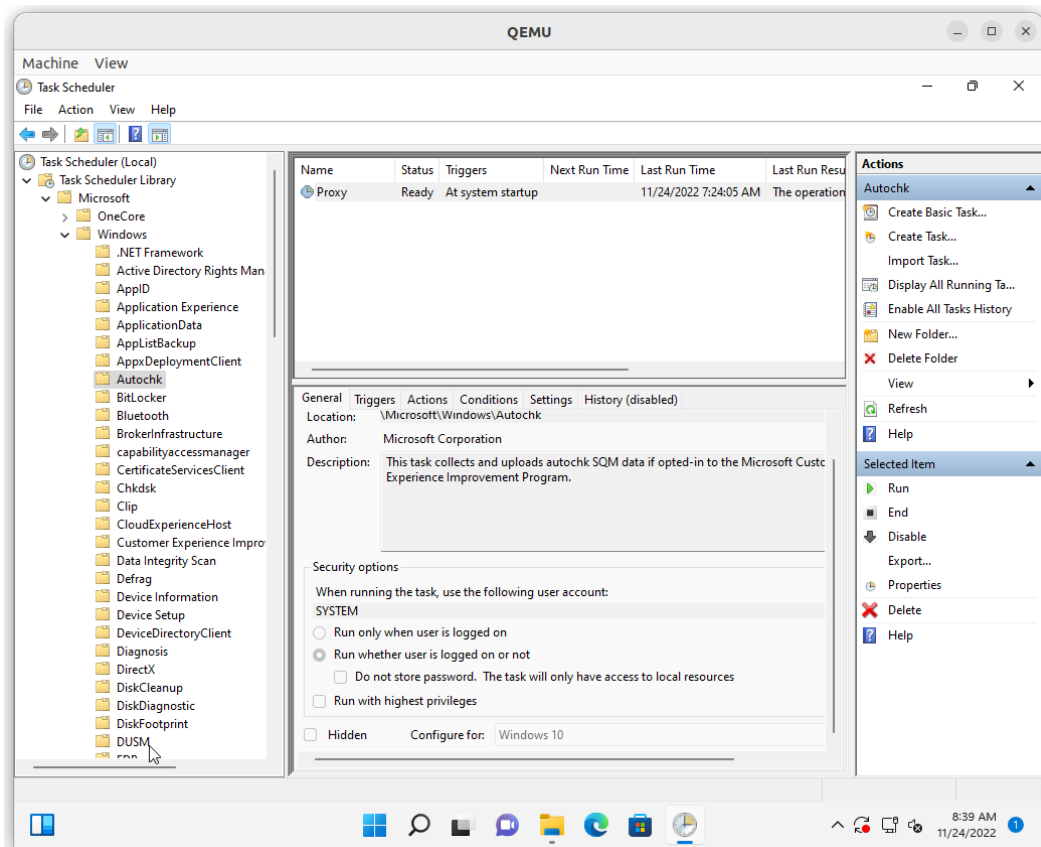 QEMU
Machine View
Task Scheduler
File Action View Help
Task Scheduler (Local)
Task Scheduler Library
Microsoft
OneCore
Windows
.NET Framework
Active Directory Rights Man
AppID
Application Experience
ApplicationData
AppListBackup
AppxDeploymentClient
Autochk
BitLocker
Bluetooth
BrokerInfrastructure
capabilityaccessmanager
CertificateServicesClient
Chkdsk
Clip
CloudExperienceHost
Customer Experience Impro
Data Integrity Scan
Defrag
Device Information
Device Setup
DeviceDirectoryClient
Diagnosis
DirectX
DiskCleanup
DiskDiagnostic
DiskFootprint
DUSM
Name Status Triggers Next Run Time Last Run Time Last Run Resu
Proxy Ready At system startup 11/24/2022 7:24:05 AM The operation
General Triggers Actions Conditions Settings History (disabled)
Location: \Microsoft\Windows\Autochk
Author: Microsoft Corporation
Description: This task collects and uploads autochk SQM data if opted-in to the Microsoft Custo
Experience Improvement Program.
Security options
When running the task, use the following user account:
SYSTEM
Run only when user is logged on
Run whether user is logged on or not
Do not store password. The task will only have access to local resources
Run with highest privileges
Hidden Configure for: Windows 10
Actions
Autochk
Create Basic Task...
Create Task...
Import Task...
Display All Running Ta...
Enable All Tasks History
New Folder...
Delete Folder
View
Refresh
Help
Selected Item
Run
End
Disable
Export...
Properties
Delete
Help
8:39 AM
11/24/2022
1